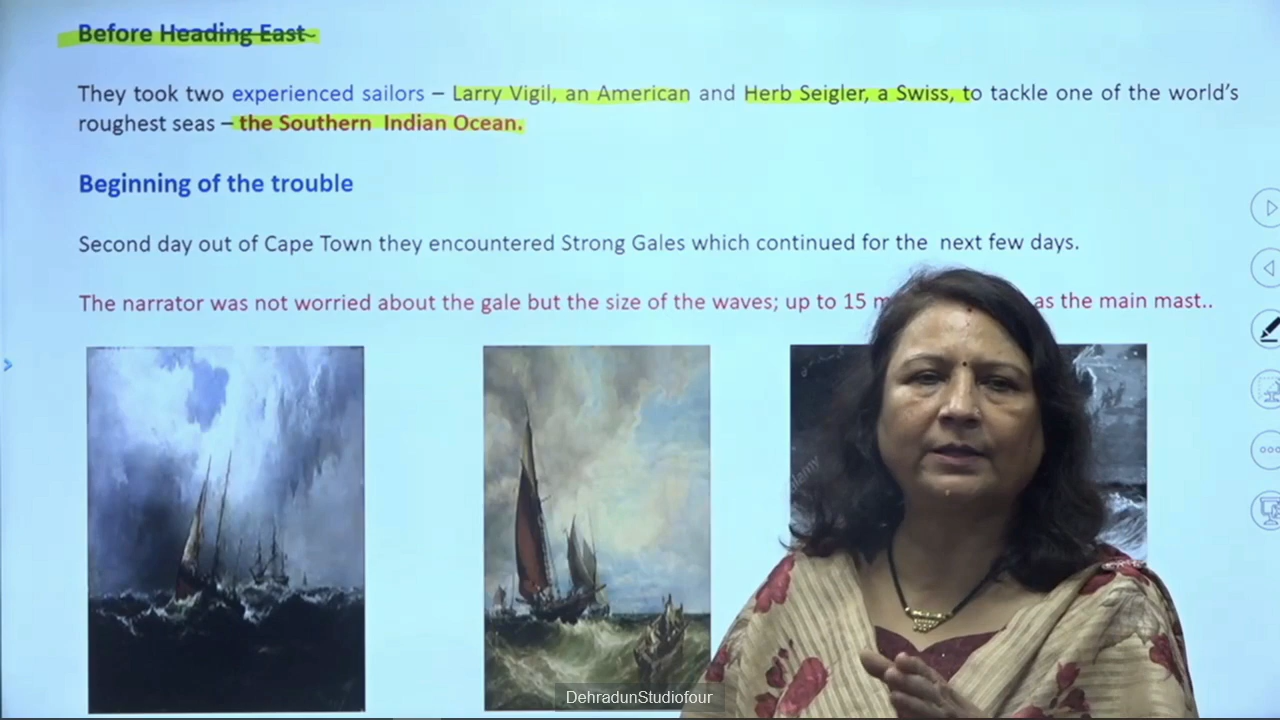 Before Heading East
They took two experienced sailors – Larry Vigil, an American and Herb Seigler, a Swiss, to tackle one of the world's
roughest seas – the Southern Indian Ocean.
Beginning of the trouble
Second day out of Cape Town they encountered Strong Gales which continued for the next few days.
The narrator was not worried about the gale but the size of the waves; up to 15 as the main mast..
alamy
DehradunStudiofour